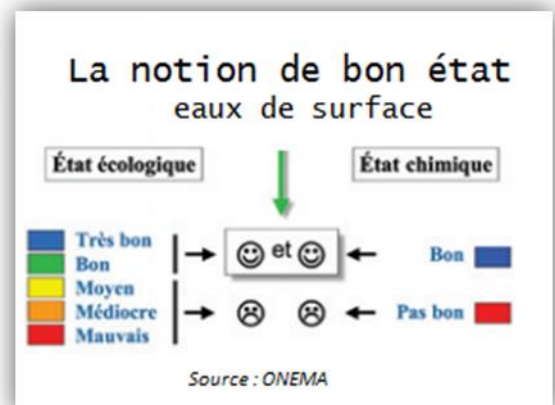 La notion de bon état
eaux de surface
État écologique
État chimique
Très bon
Bon
Moyen
Médiocre
Mauvais
et
Bon
Pas bon
Source : ONEMA